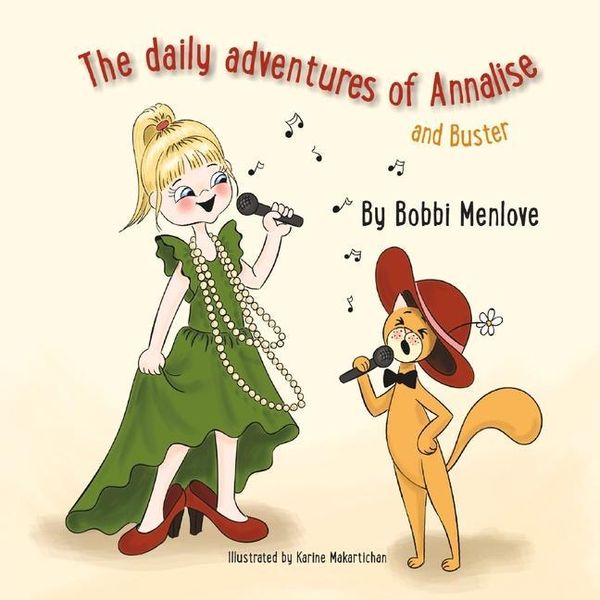 The daily adventures of Annalise
and Buster
By Bobbi Menlove
Illustrated by Karine Makartichan